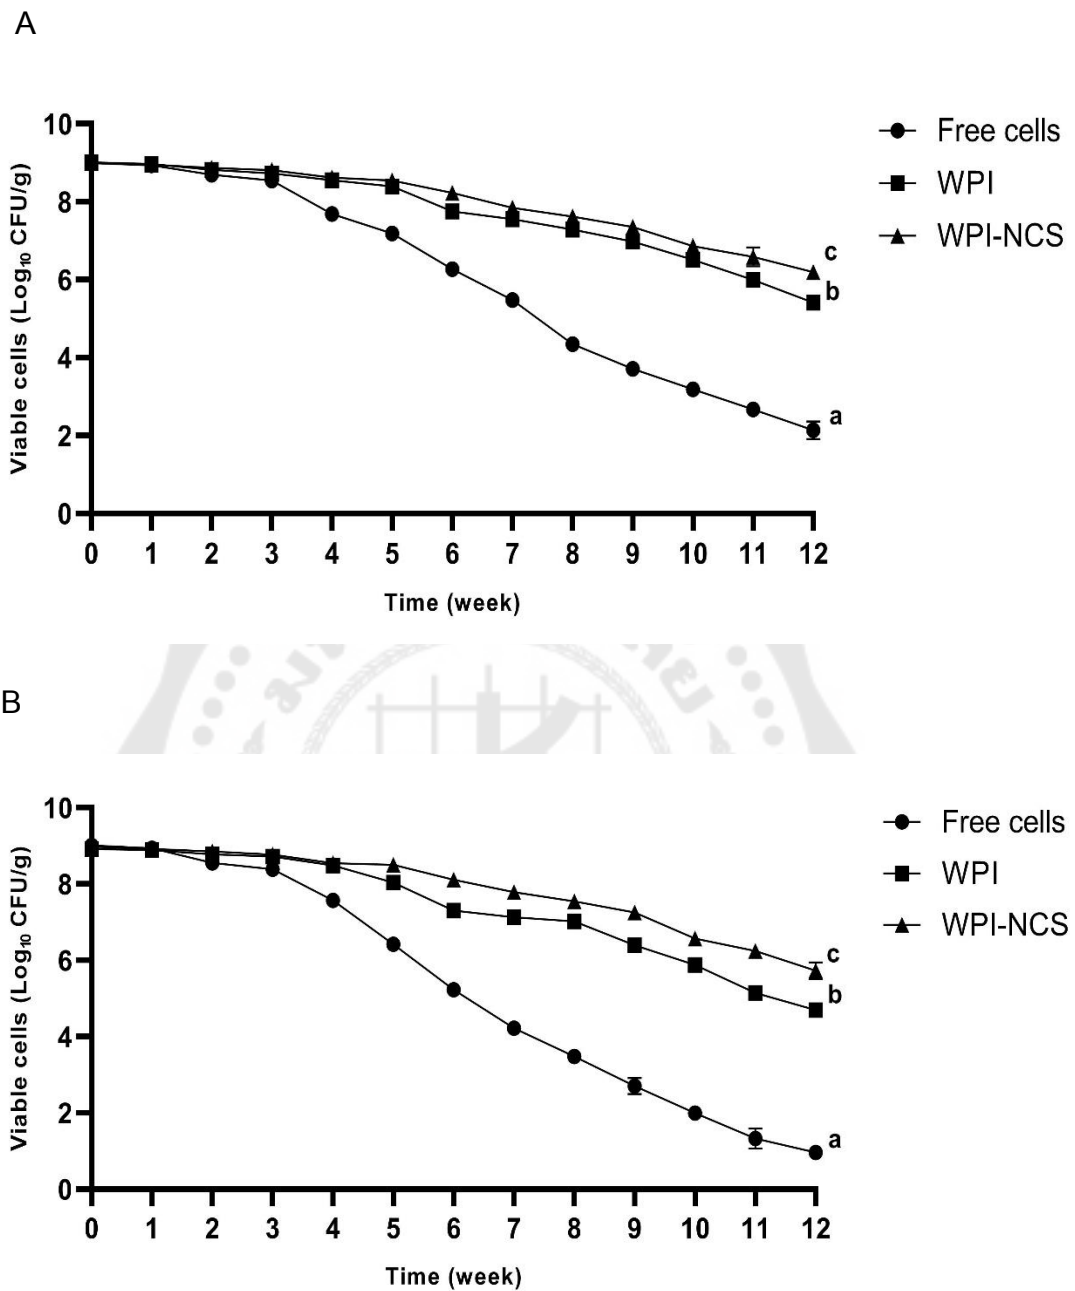 A
10
8
6
4
2
0
Viable cells (Log₁₀ CFU/g)
0 1 2 3 4 5 6 7 8 9 10 11 12
Time (week)
Free cells
WPI
WPI-NCS
c
b
a
B
10
8
6
4
2
0
Viable cells (Log₁₀ CFU/g)
0 1 2 3 4 5 6 7 8 9 10 11 12
Time (week)
Free cells
WPI
WPI-NCS
c
b
a